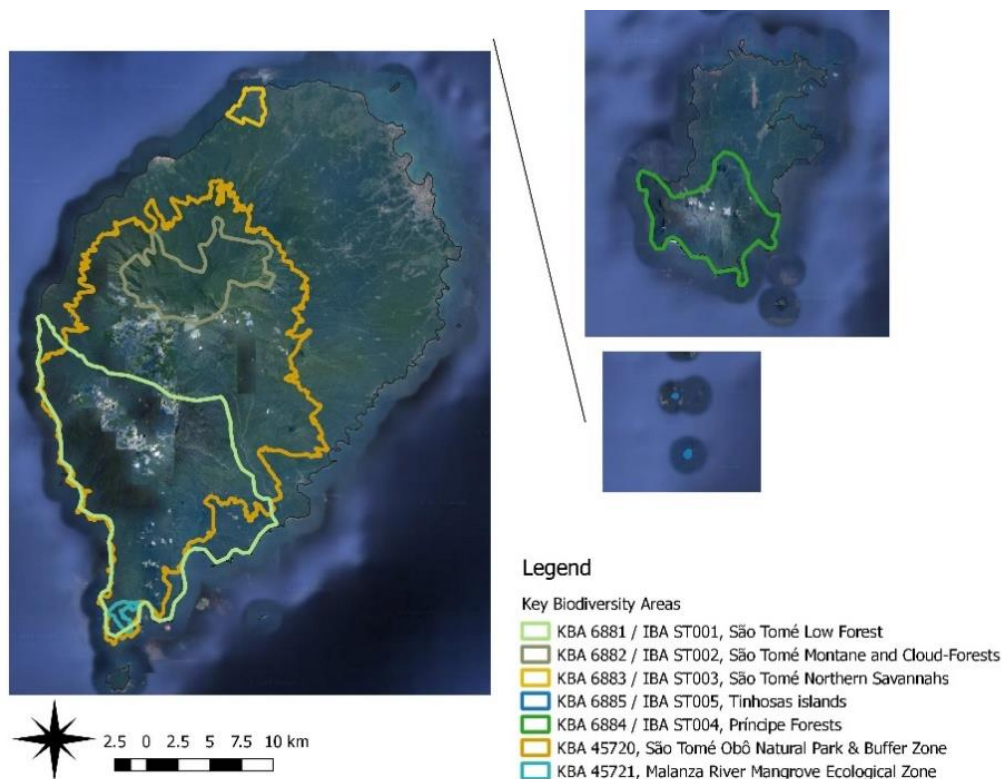 Legend
Key Biodiversity Areas
KBA 6881 / IBA ST001, São Tomé Low Forest
KBA 6882 / IBA ST002, São Tomé Montane and Cloud-Forests
KBA 6883 / IBA ST003, São Tomé Northern Savannahs
KBA 6885 / IBA ST005, Tinhosas islands
KBA 6884 / IBA ST004, Príncipe Forests
KBA 45720, São Tomé Obô Natural Park & Buffer Zone
KBA 45721, Malanza River Mangrove Ecological Zone
2.5 0 2.5 5 7.5 10 km